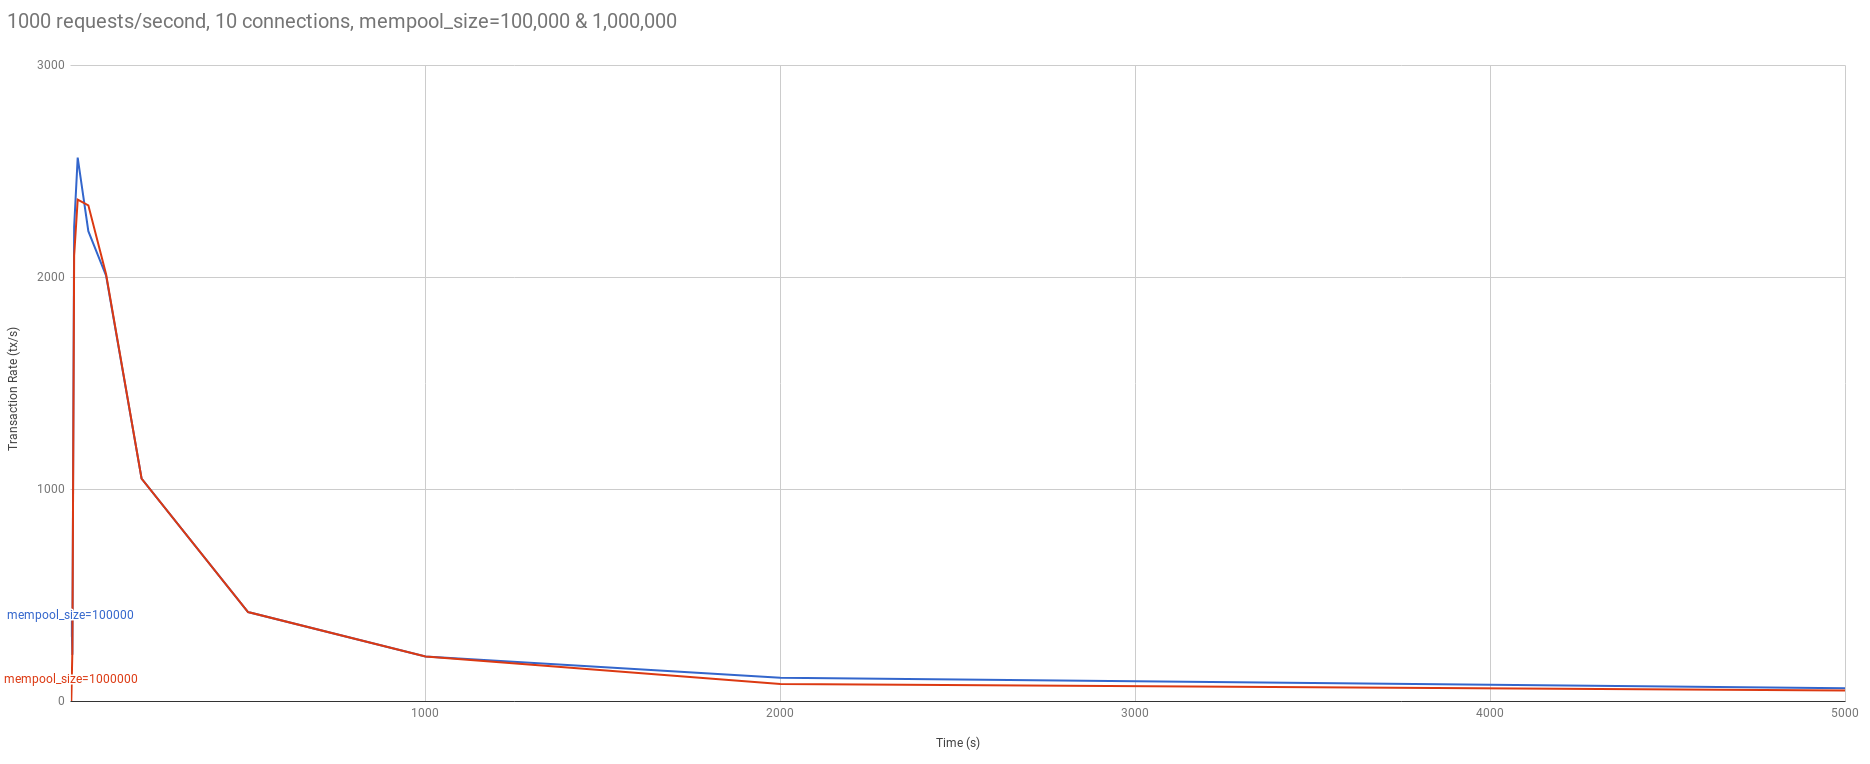 1000 requests/second, 10 connections, mempool_size=100,000 & 1,000,000
3000
2000
1000
0
Transaction Rate (tx/s)
mempool_size=100000
mempool_size=1000000
1000
2000
3000
4000
5000
Time (s)